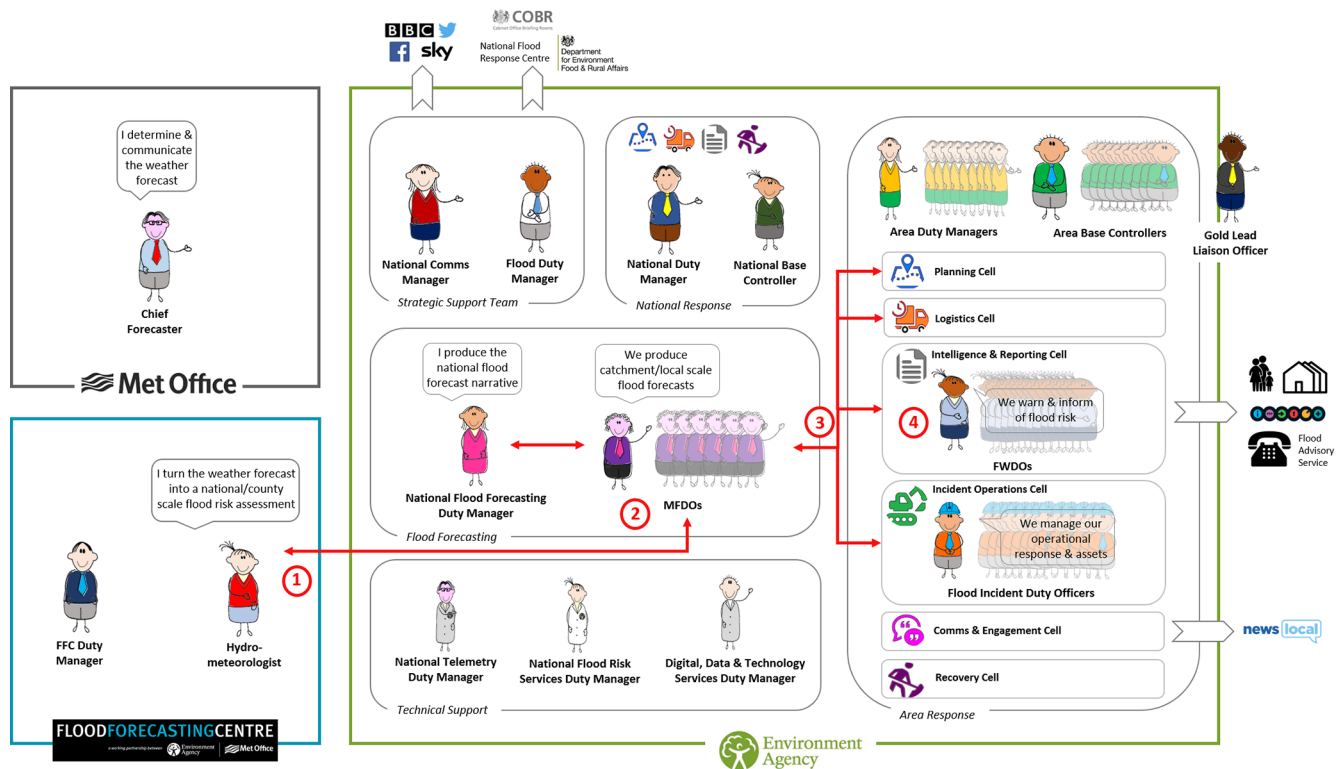 BBC
sky
COBR
Cabinet Office Briefing Rooms
National Flood
Response Centre
Department
for Environment
Food & Rural Affairs
I determine &
communicate
the weather
forecast
Chief
Forecaster
Met Office
I turn the weather forecast
into a national/county
scale flood risk assessment
1
FFC Duty
Manager
Hydro-
meteorologist
FLOODFORECASTINGCENTRE
a working partnership between
Environment
Agency
Met Office
National Comms
Manager
Flood Duty
Manager
Strategic Support Team
National Duty
Manager
National Base
Controller
National Response
I produce the
national flood
forecast narrative
We produce
catchment/local scale
flood forecasts
National Flood Forecasting
Duty Manager
2
MFDOs
Flood Forecasting
3
National Telemetry
Duty Manager
National Flood Risk
Services Duty Manager
Digital, Data & Technology
Services Duty Manager
Technical Support
Area Duty Managers
Area Base Controllers
Gold Lead
Liaison Officer
Planning Cell
Logistics Cell
Intelligence & Reporting Cell
4
We warn & inform
of flood risk
FWDOs
Incident Operations Cell
We manage our
operational
response & assets
Flood Incident Duty Officers
Comms & Engagement Cell
Recovery Cell
Area Response
Flood
Advisory
Service
news local
Environment
Agency